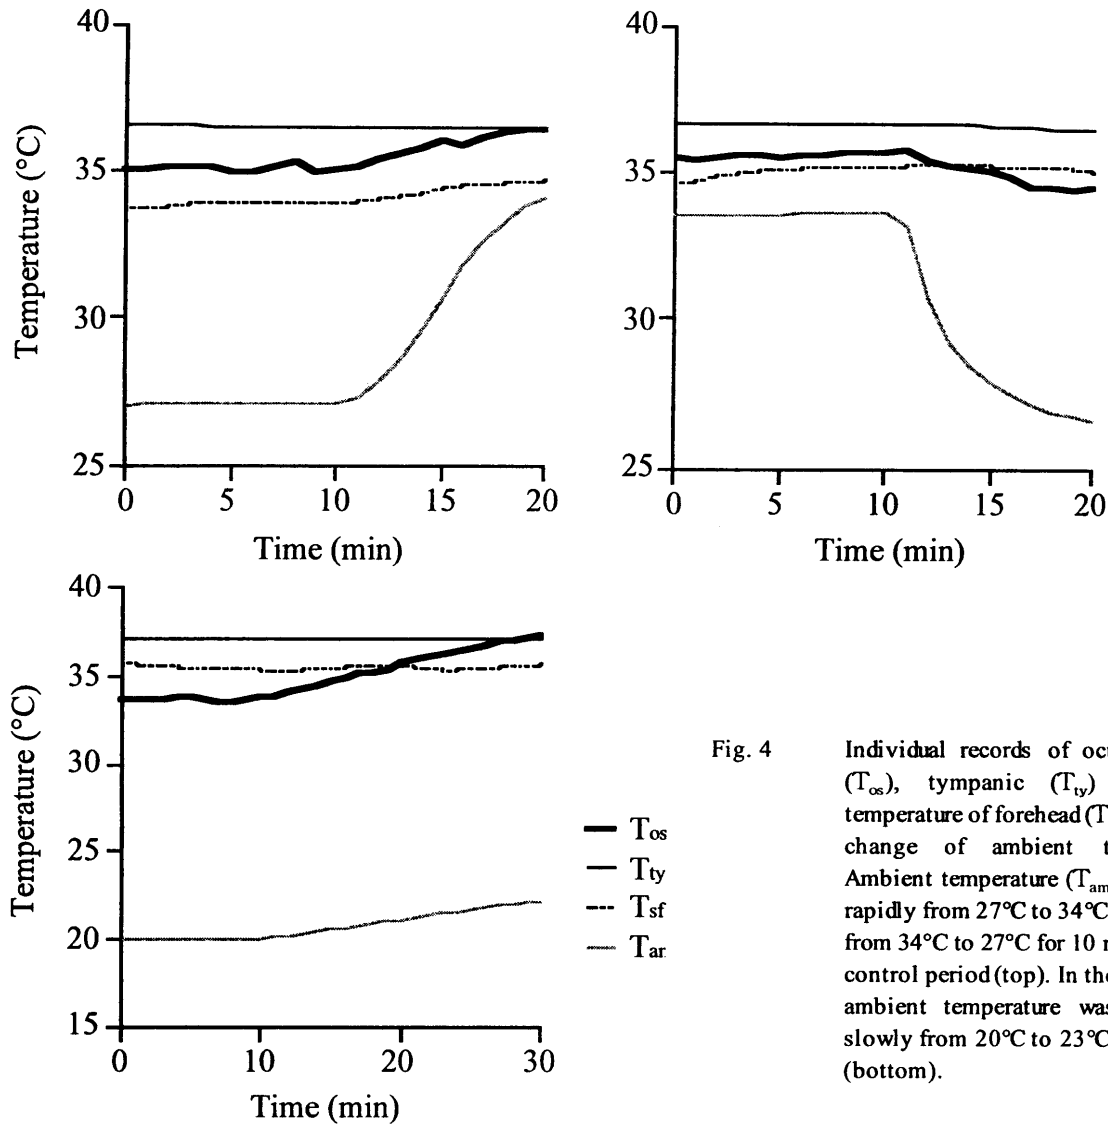 40
35
30
25
Temperature (°C)
0 5 10 15 20
Time (min)
40
35
30
25
0 5 10 15 20
Time (min)
40
35
30
25
20
15
Temperature (°C)
0 10 20 30
Time (min)
Tos
Tty
Tsf
Tar
Fig. 4
Individual records of ocu
(Tos), tympanic (Tty)
temperature of forehead (T
change of ambient t
Ambient temperature (Tam
rapidly from 27°C to 34°C
from 34°C to 27°C for 10 r
control period (top). In the
ambient temperature was
slowly from 20°C to 23°C
(bottom).